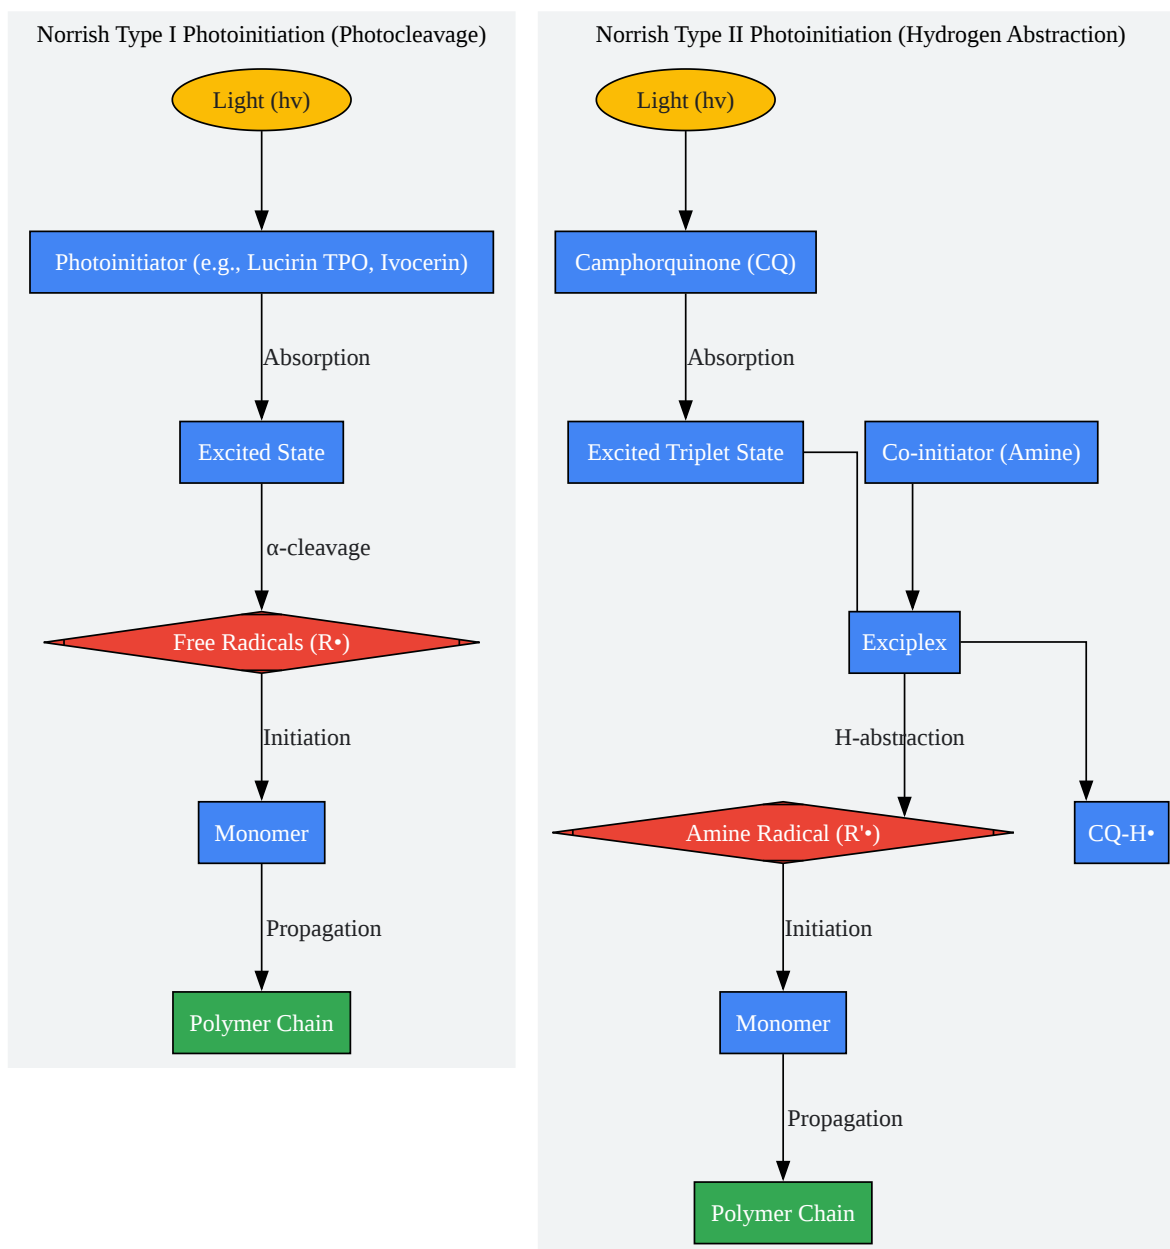 Norrish Type I Photoinitiation (Photocleavage)
Light (hv)
Photoinitiator (e.g., Lucirin TPO, Ivocerin)
Absorption
Excited State
α-cleavage
Free Radicals (R•)
Initiation
Monomer
Propagation
Polymer Chain
Norrish Type II Photoinitiation (Hydrogen Abstraction)
Light (hv)
Camphorquinone (CQ)
Absorption
Excited Triplet State
Co-initiator (Amine)
Exciplex
H-abstraction
Amine Radical (R'•)
CQ-H•
Initiation
Monomer
Propagation
Polymer Chain